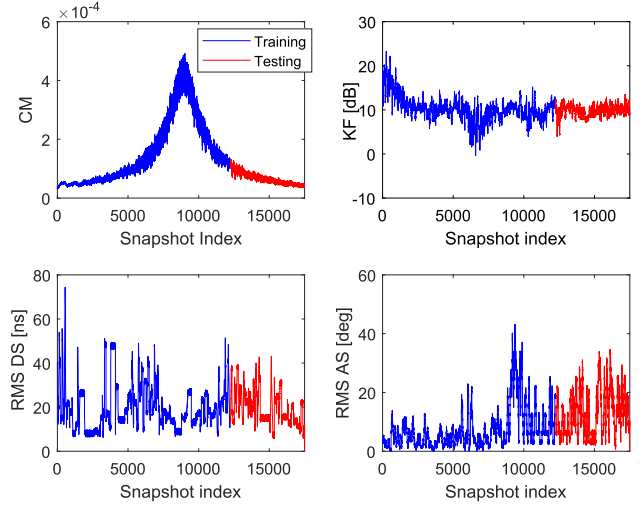 ×10⁻⁴
6
4
2
0
CM
0 5000 10000 15000
Snapshot Index
Training
Testing
30
20
10
0
-10
KF [dB]
0 5000 10000 15000
Snapshot index
80
60
40
20
0
RMS DS [ns]
0 5000 10000 15000
Snapshot index
60
40
20
0
RMS AS [deg]
0 5000 10000 15000
Snapshot index